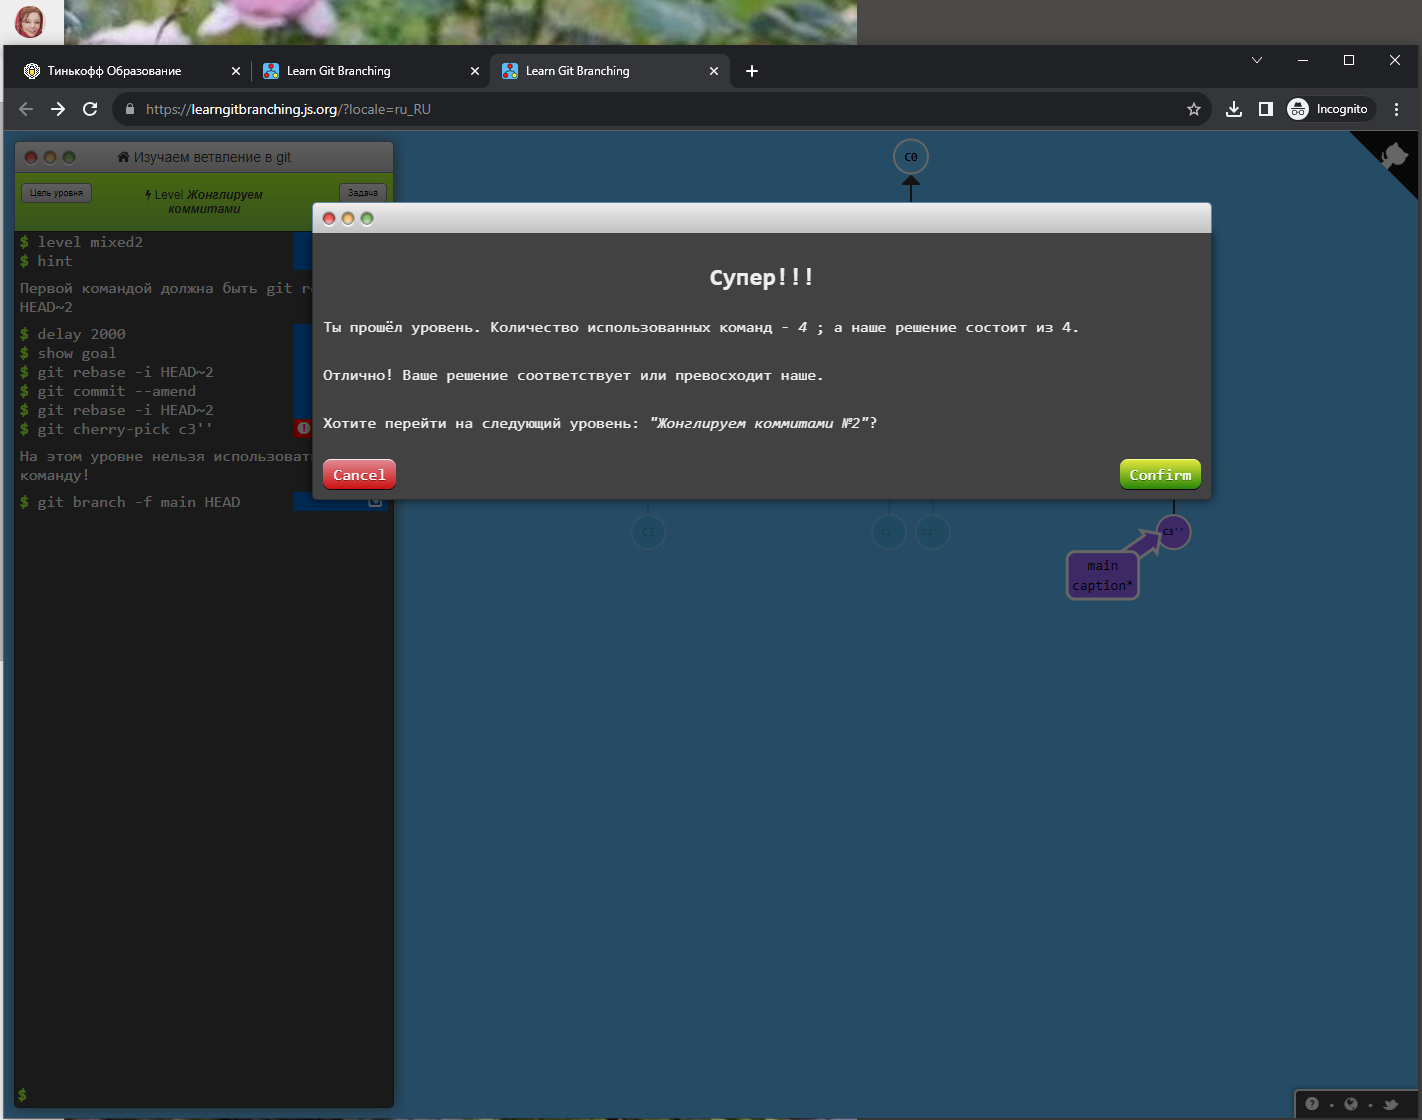 Тинькофф Образование
Learn Git Branching
Learn Git Branching
https://learngitbranching.js.org/?locale=ru_RU
Incognito
Изучаем ветвление в git
Цель уровня
Level Жонглируем
коммитами
Задача
$ level mixed2
$ hint
Первой командой должна быть git
HEAD~2
$ delay 2000
$ show goal
$ git rebase -i HEAD~2
$ git commit --amend
$ git rebase -i HEAD~2
$ git cherry-pick c3''
На этом уровне нельзя использоват
команду!
$ git branch -f main HEAD
$
C0
Супер!!!
Ты прошёл уровень. Количество использованных команд - 4 ; а наше решение состоит из 4.
Отлично! Ваше решение соответствует или превосходит наше.
Хотите перейти на следующий уровень: "Жонглируем коммитами №2"?
Cancel
Confirm
C3
c3''
main
caption*